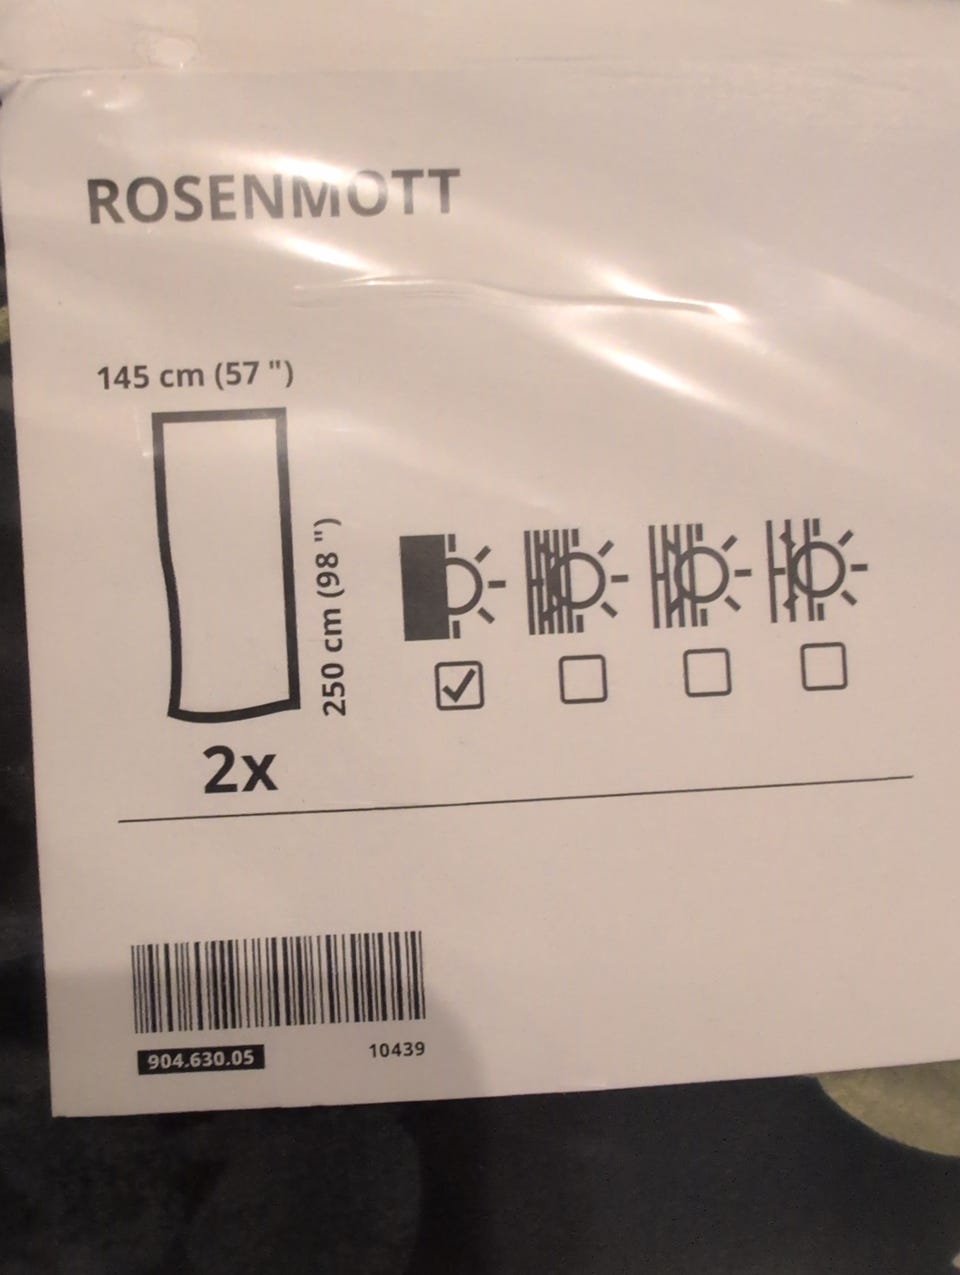 ROSENMOTT
145 cm (57 ")
250 cm (98 ")
2x
904.630.05
10439